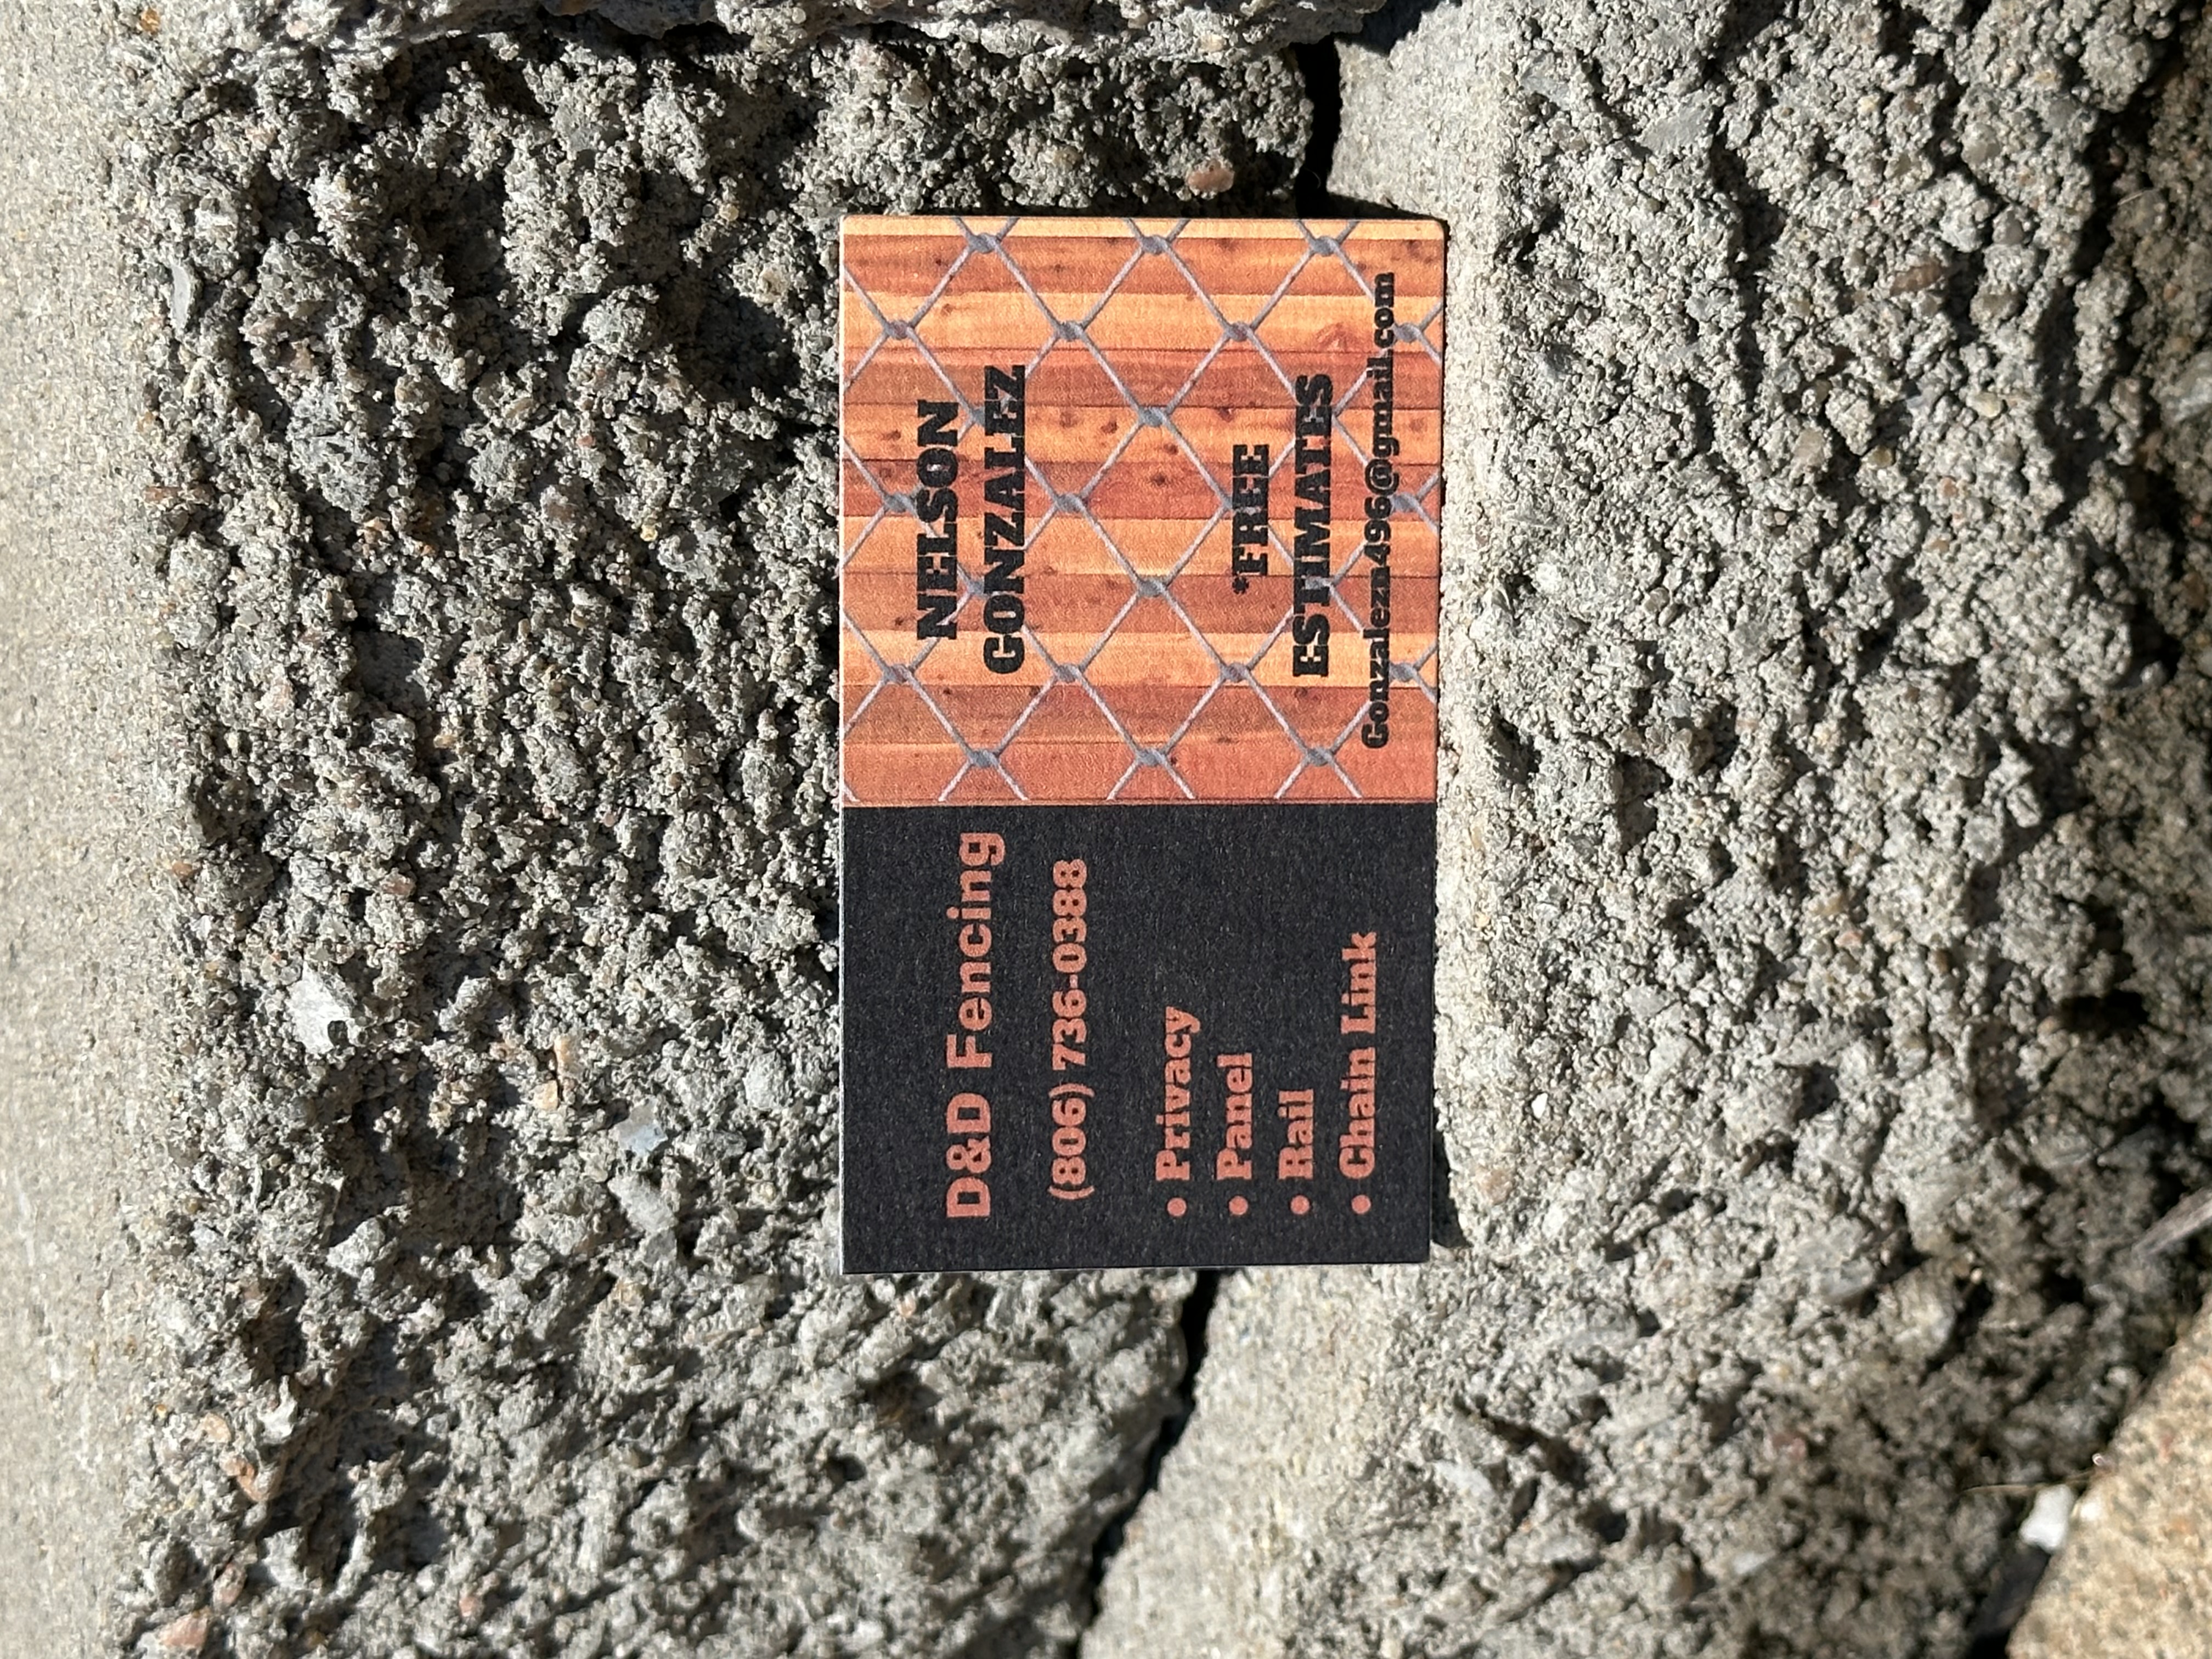 D&D Fencing
(806) 736-0388
• Privacy
• Panel
• Rail
• Chain Link
NELSON
GONZALEZ
*FREE
ESTIMATES
Gonzalezn496@gmail.com